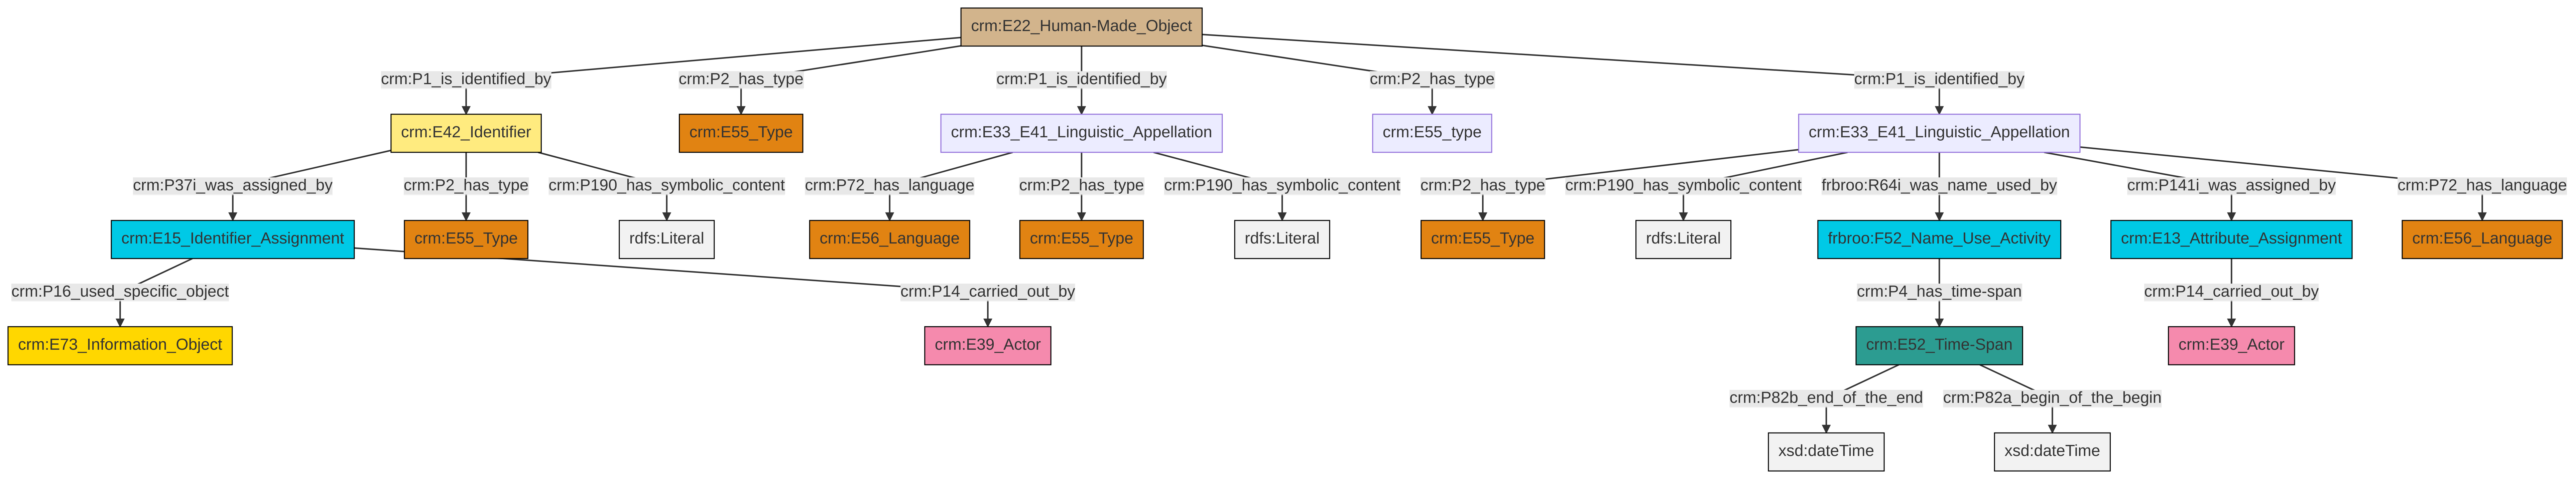 crm:E22_Human-Made_Object
crm:P1_is_identified_by
crm:P2_has_type
crm:P1_is_identified_by
crm:P2_has_type
crm:P1_is_identified_by
crm:E42_Identifier
crm:E55_Type
crm:E33_E41_Linguistic_Appellation
crm:E55_type
crm:E33_E41_Linguistic_Appellation
crm:P37i_was_assigned_by
crm:P2_has_type
crm:P190_has_symbolic_content
crm:P72_has_language
crm:P2_has_type
crm:P190_has_symbolic_content
crm:P2_has_type
crm:P190_has_symbolic_content
frbroo:R64i_was_name_used_by
crm:P141i_was_assigned_by
crm:P72_has_language
crm:E15_Identifier_Assignment
crm:E55_Type
rdfs:Literal
crm:E56_Language
crm:E55_Type
rdfs:Literal
crm:E55_Type
rdfs:Literal
frbroo:F52_Name_Use_Activity
crm:E13_Attribute_Assignment
crm:E56_Language
crm:P16_used_specific_object
crm:P14_carried_out_by
crm:P4_has_time-span
crm:P14_carried_out_by
crm:E73_Information_Object
crm:E39_Actor
crm:E52_Time-Span
crm:E39_Actor
crm:P82b_end_of_the_end
crm:P82a_begin_of_the_begin
xsd:dateTime
xsd:dateTime